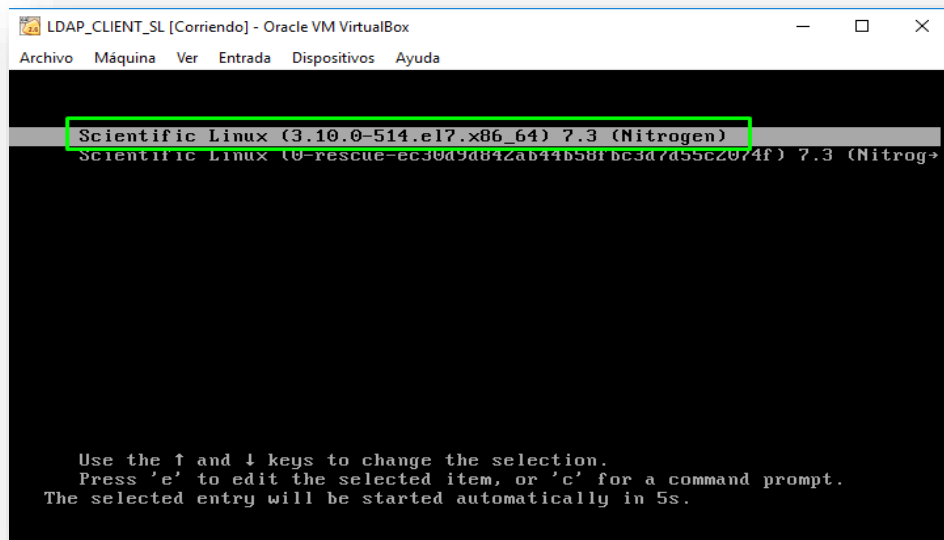 LDAP_CLIENT_SL [Corriendo] - Oracle VM VirtualBox
Archivo Máquina Ver Entrada Dispositivos Ayuda
Scientific Linux (3.10.0-514.el7.x86_64) 7.3 (Nitrogen)
Scientific Linux (0-rescue-ec30d9d842ab44b58fbc3d7d55c2074f) 7.3 (Nitrog→
Use the ↑ and ↓ keys to change the selection.
Press 'e' to edit the selected item, or 'c' for a command prompt.
The selected entry will be started automatically in 5s.